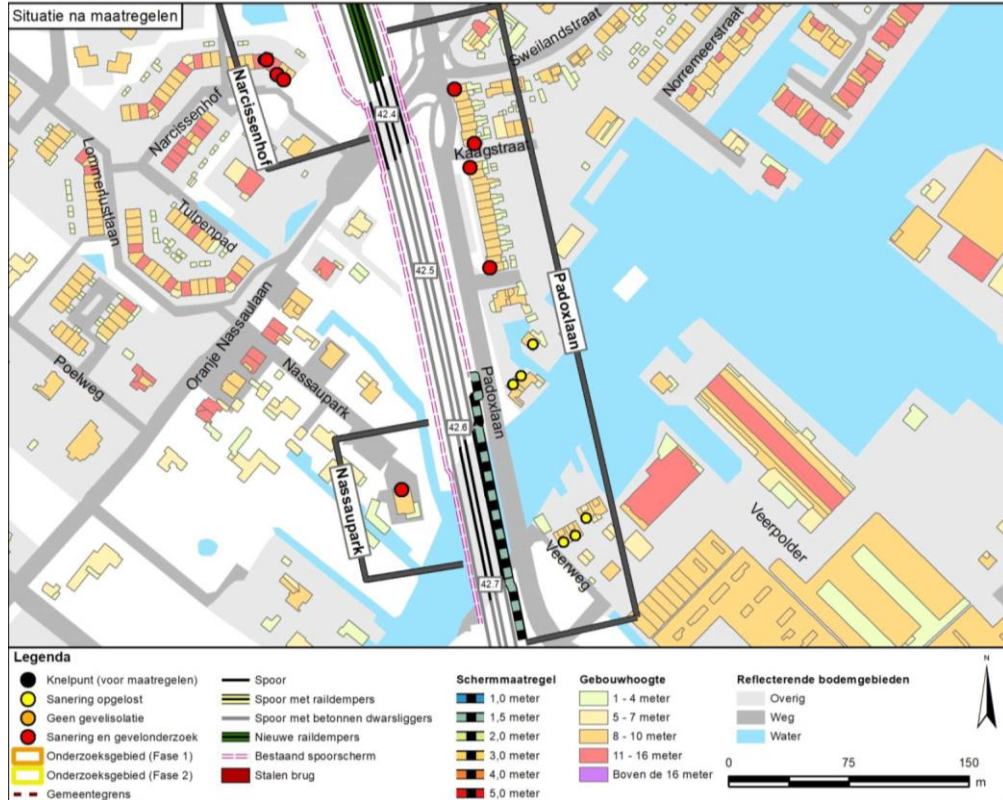 Situatie na maatregelen
Sweilandstraat
Norremeerstraat
42.4
Narcissenhof
Narcissenhof
Kaagstraat
Lommerlustlaan
Tulpenpad
42.5
Padoxlaan
Oranje Nassaulaan
Poelweg
Nassaupark
Padoxlaan
42.6
Nassaupark
Veerpolder
Veerweg
42.7
Legenda
Knelpunt (voor maatregelen)
Sanering opgelost
Geen gevelisolatie
Sanering en gevelonderzoek
Onderzoeksgebied (Fase 1)
Onderzoeksgebied (Fase 2)
Gemeentegrens
Spoor
Spoor met raildempers
Spoor met betonnen dwarsliggers
Nieuwe raildempers
Bestaand spoorscherm
Stalen brug
Schermmaatregel
1,0 meter
1,5 meter
2,0 meter
3,0 meter
4,0 meter
5,0 meter
Gebouwhoogte
1 - 4 meter
5 - 7 meter
8 - 10 meter
11 - 16 meter
Boven de 16 meter
Reflecterende bodemgebieden
Overig
Weg
Water
N
0 75 150
m